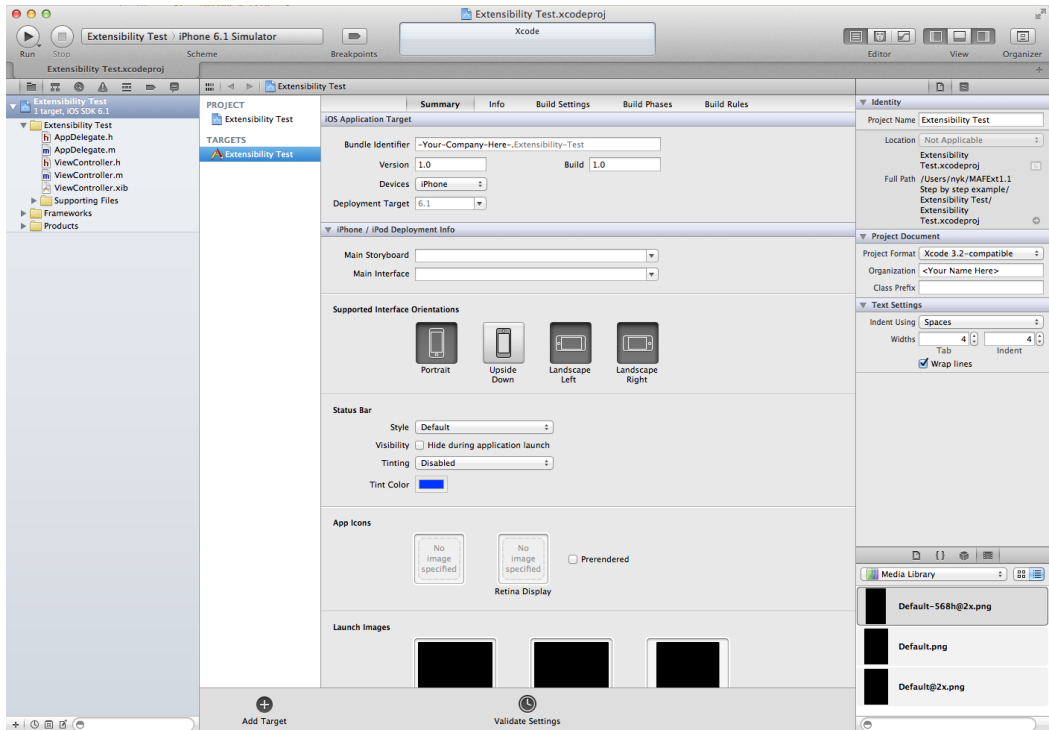 Extensibility Test.xcodeproj
Extensibility Test iPhone 6.1 Simulator
Xcode
Run Stop Scheme Breakpoints Editor View Organizer
Extensibility Test.xcodeproj
Extensibility Test
Extensibility Test
1 target, iOS SDK 6.1
Extensibility Test
AppDelegate.h
AppDelegate.m
ViewController.h
ViewController.m
ViewController.xib
Supporting Files
Frameworks
Products
PROJECT
Extensibility Test
TARGETS
Extensibility Test
Summary Info Build Settings Build Phases Build Rules
iOS Application Target
Bundle Identifier -Your-Company-Here-.Extensibility-Test
Version 1.0 Build 1.0
Devices iPhone
Deployment Target 6.1
iPhone / iPod Deployment Info
Main Storyboard
Main Interface
Supported Interface Orientations
Portrait
Upside
Down
Landscape
Left
Landscape
Right
Status Bar
Style Default
Visibility Hide during application launch
Tinting Disabled
Tint Color
App Icons
No
image
specified
No
image
specified
Prerendered
Retina Display
Launch Images
Add Target
Validate Settings
Identity
Project Name Extensibility Test
Location Not Applicable
Extensibility
Test.xcodeproj
Full Path /Users/nyk/MAFExt1.1
Step by step example/
Extensibility Test/
Extensibility
Test.xcodeproj
Project Document
Project Format Xcode 3.2-compatible
Organization <Your Name Here>
Class Prefix
Text Settings
Indent Using Spaces
Widths 4 4
Tab Indent
Wrap lines
{}
Media Library
Default-568h@2x.png
Default.png
Default@2x.png